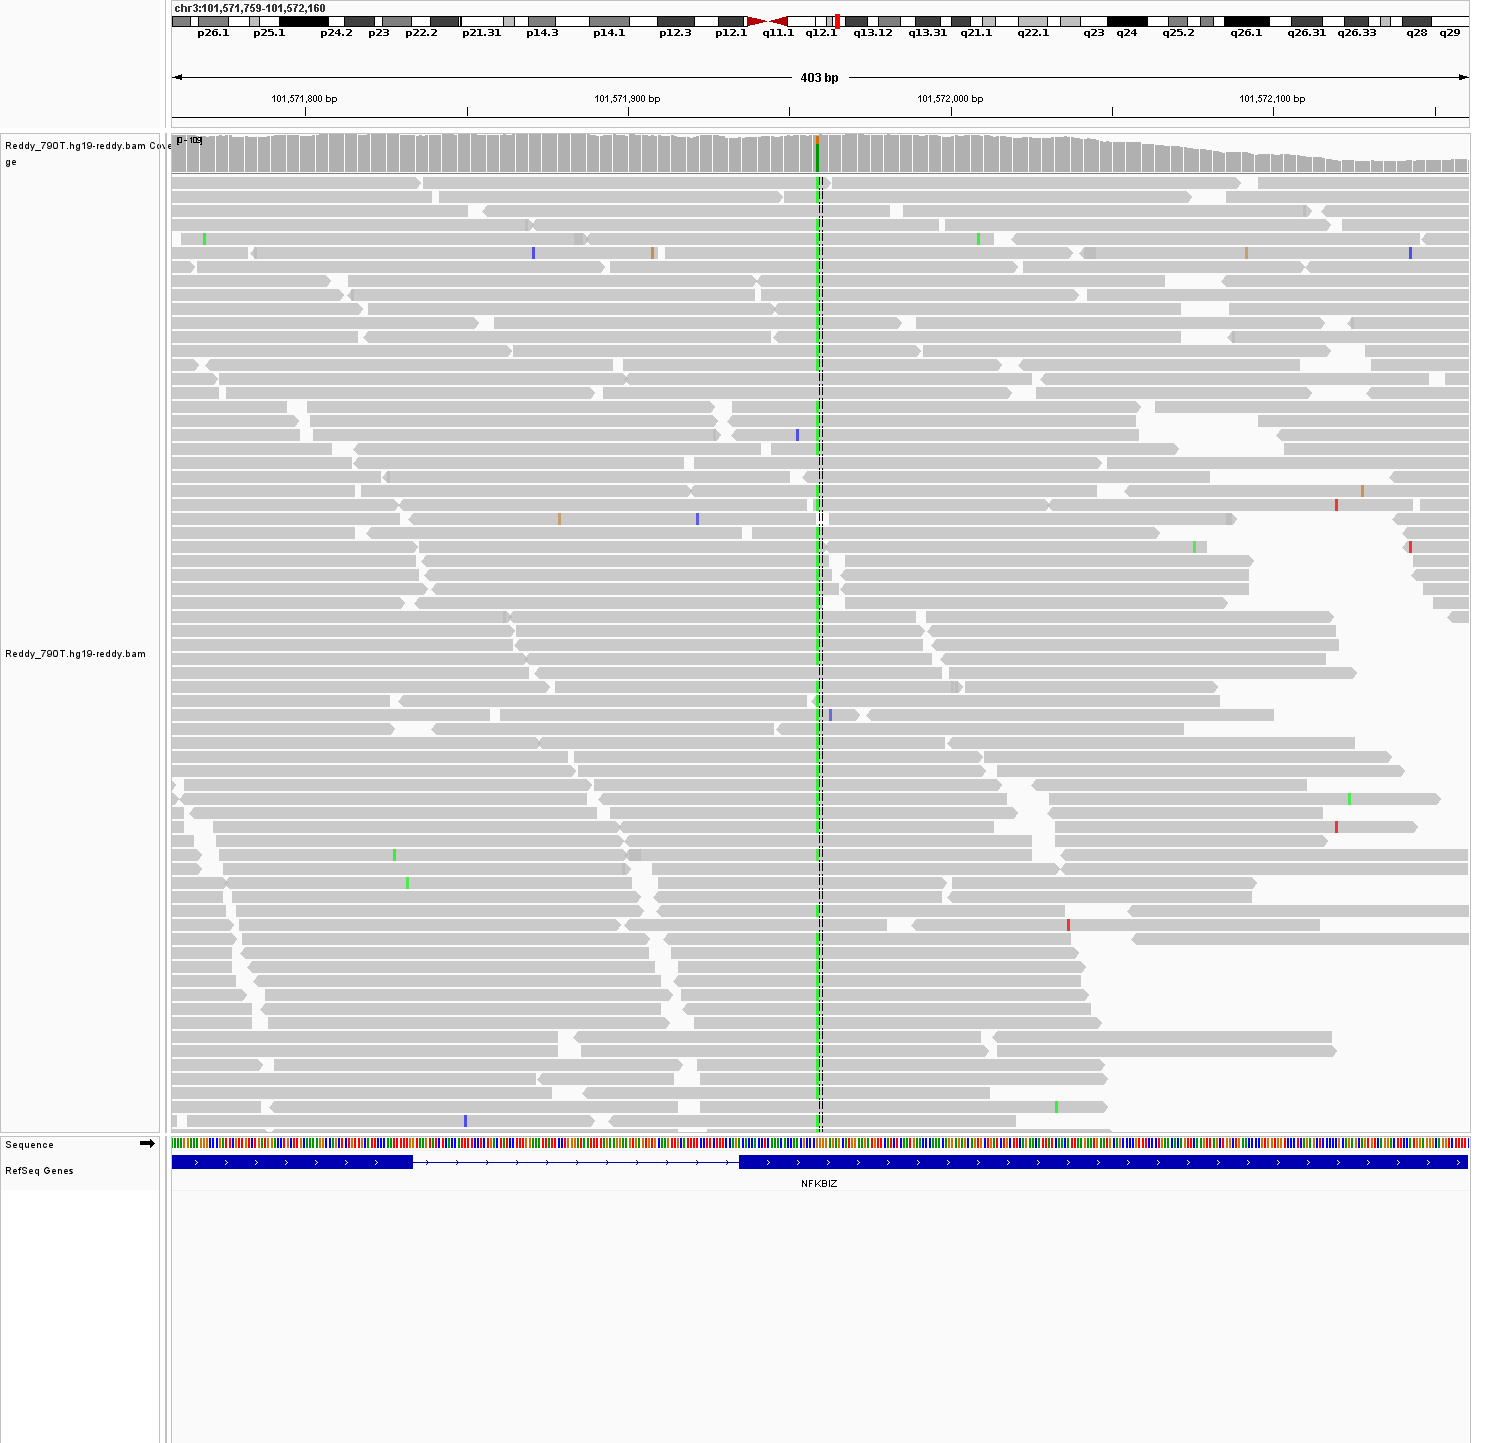 chr3:101,571,759-101,572,160
p26.1 p25.1 p24.2 p23 p22.2 p21.31 p14.3 p14.1 p12.3 p12.1 q11.1 q12.1 q13.12 q13.31 q21.1 q22.1 q23 q24 q25.2 q26.1 q26.31 q26.33 q28 q29
403 bp
101,571,800 bp 101,571,900 bp 101,572,000 bp 101,572,100 bp
[0 - 109]
Reddy_790T.hg19-reddy.bam Cove
ge
Reddy_790T.hg19-reddy.bam
Sequence
RefSeq Genes
NFKBIZ